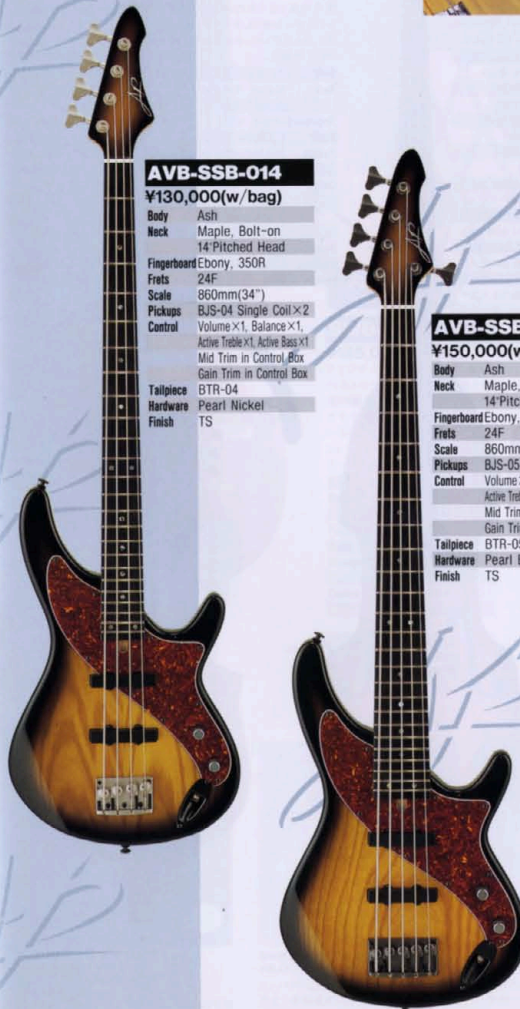 AVB-SSB-014
¥130,000(w/bag)
Body Ash
Neck Maple, Bolt-on
14°Pitched Head
Fingerboard Ebony, 350R
Frets 24F
Scale 860mm(34")
Pickups BJS-04 Single Coil×2
Control Volume×1, Balance×1,
Active Treble×1, Active Bass×1
Mid Trim in Control Box
Gain Trim in Control Box
Tailpiece BTR-04
Hardware Pearl Nickel
Finish TS
AVB-SSB
¥150,000(w
Body Ash
Neck Maple,
14°Pitc
Fingerboard Ebony,
Frets 24F
Scale 860mm
Pickups BJS-05
Control Volume
Active Tre
Mid Trim
Gain Tri
Tailpiece BTR-05
Hardware Pearl
Finish TS